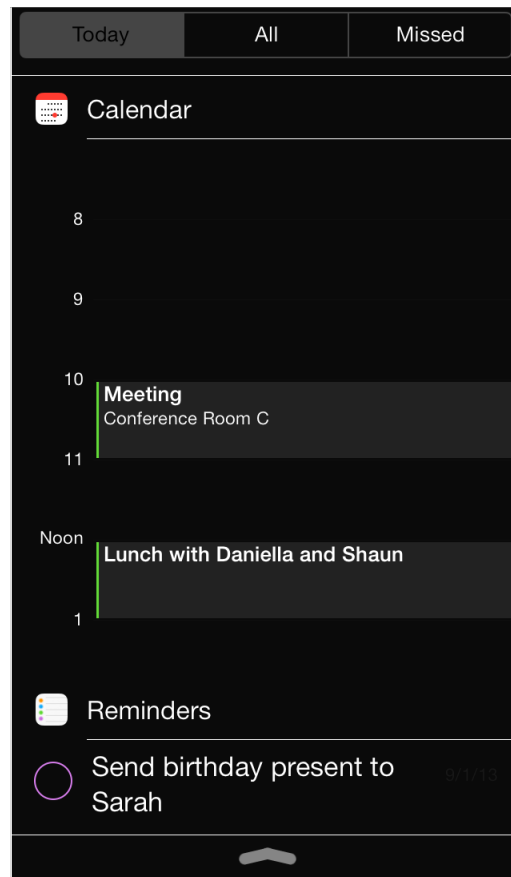 Today All Missed
Calendar
8
9
10
Meeting
Conference Room C
11
Noon
Lunch with Daniella and Shaun
1
Reminders
Send birthday present to
9/1/13
Sarah